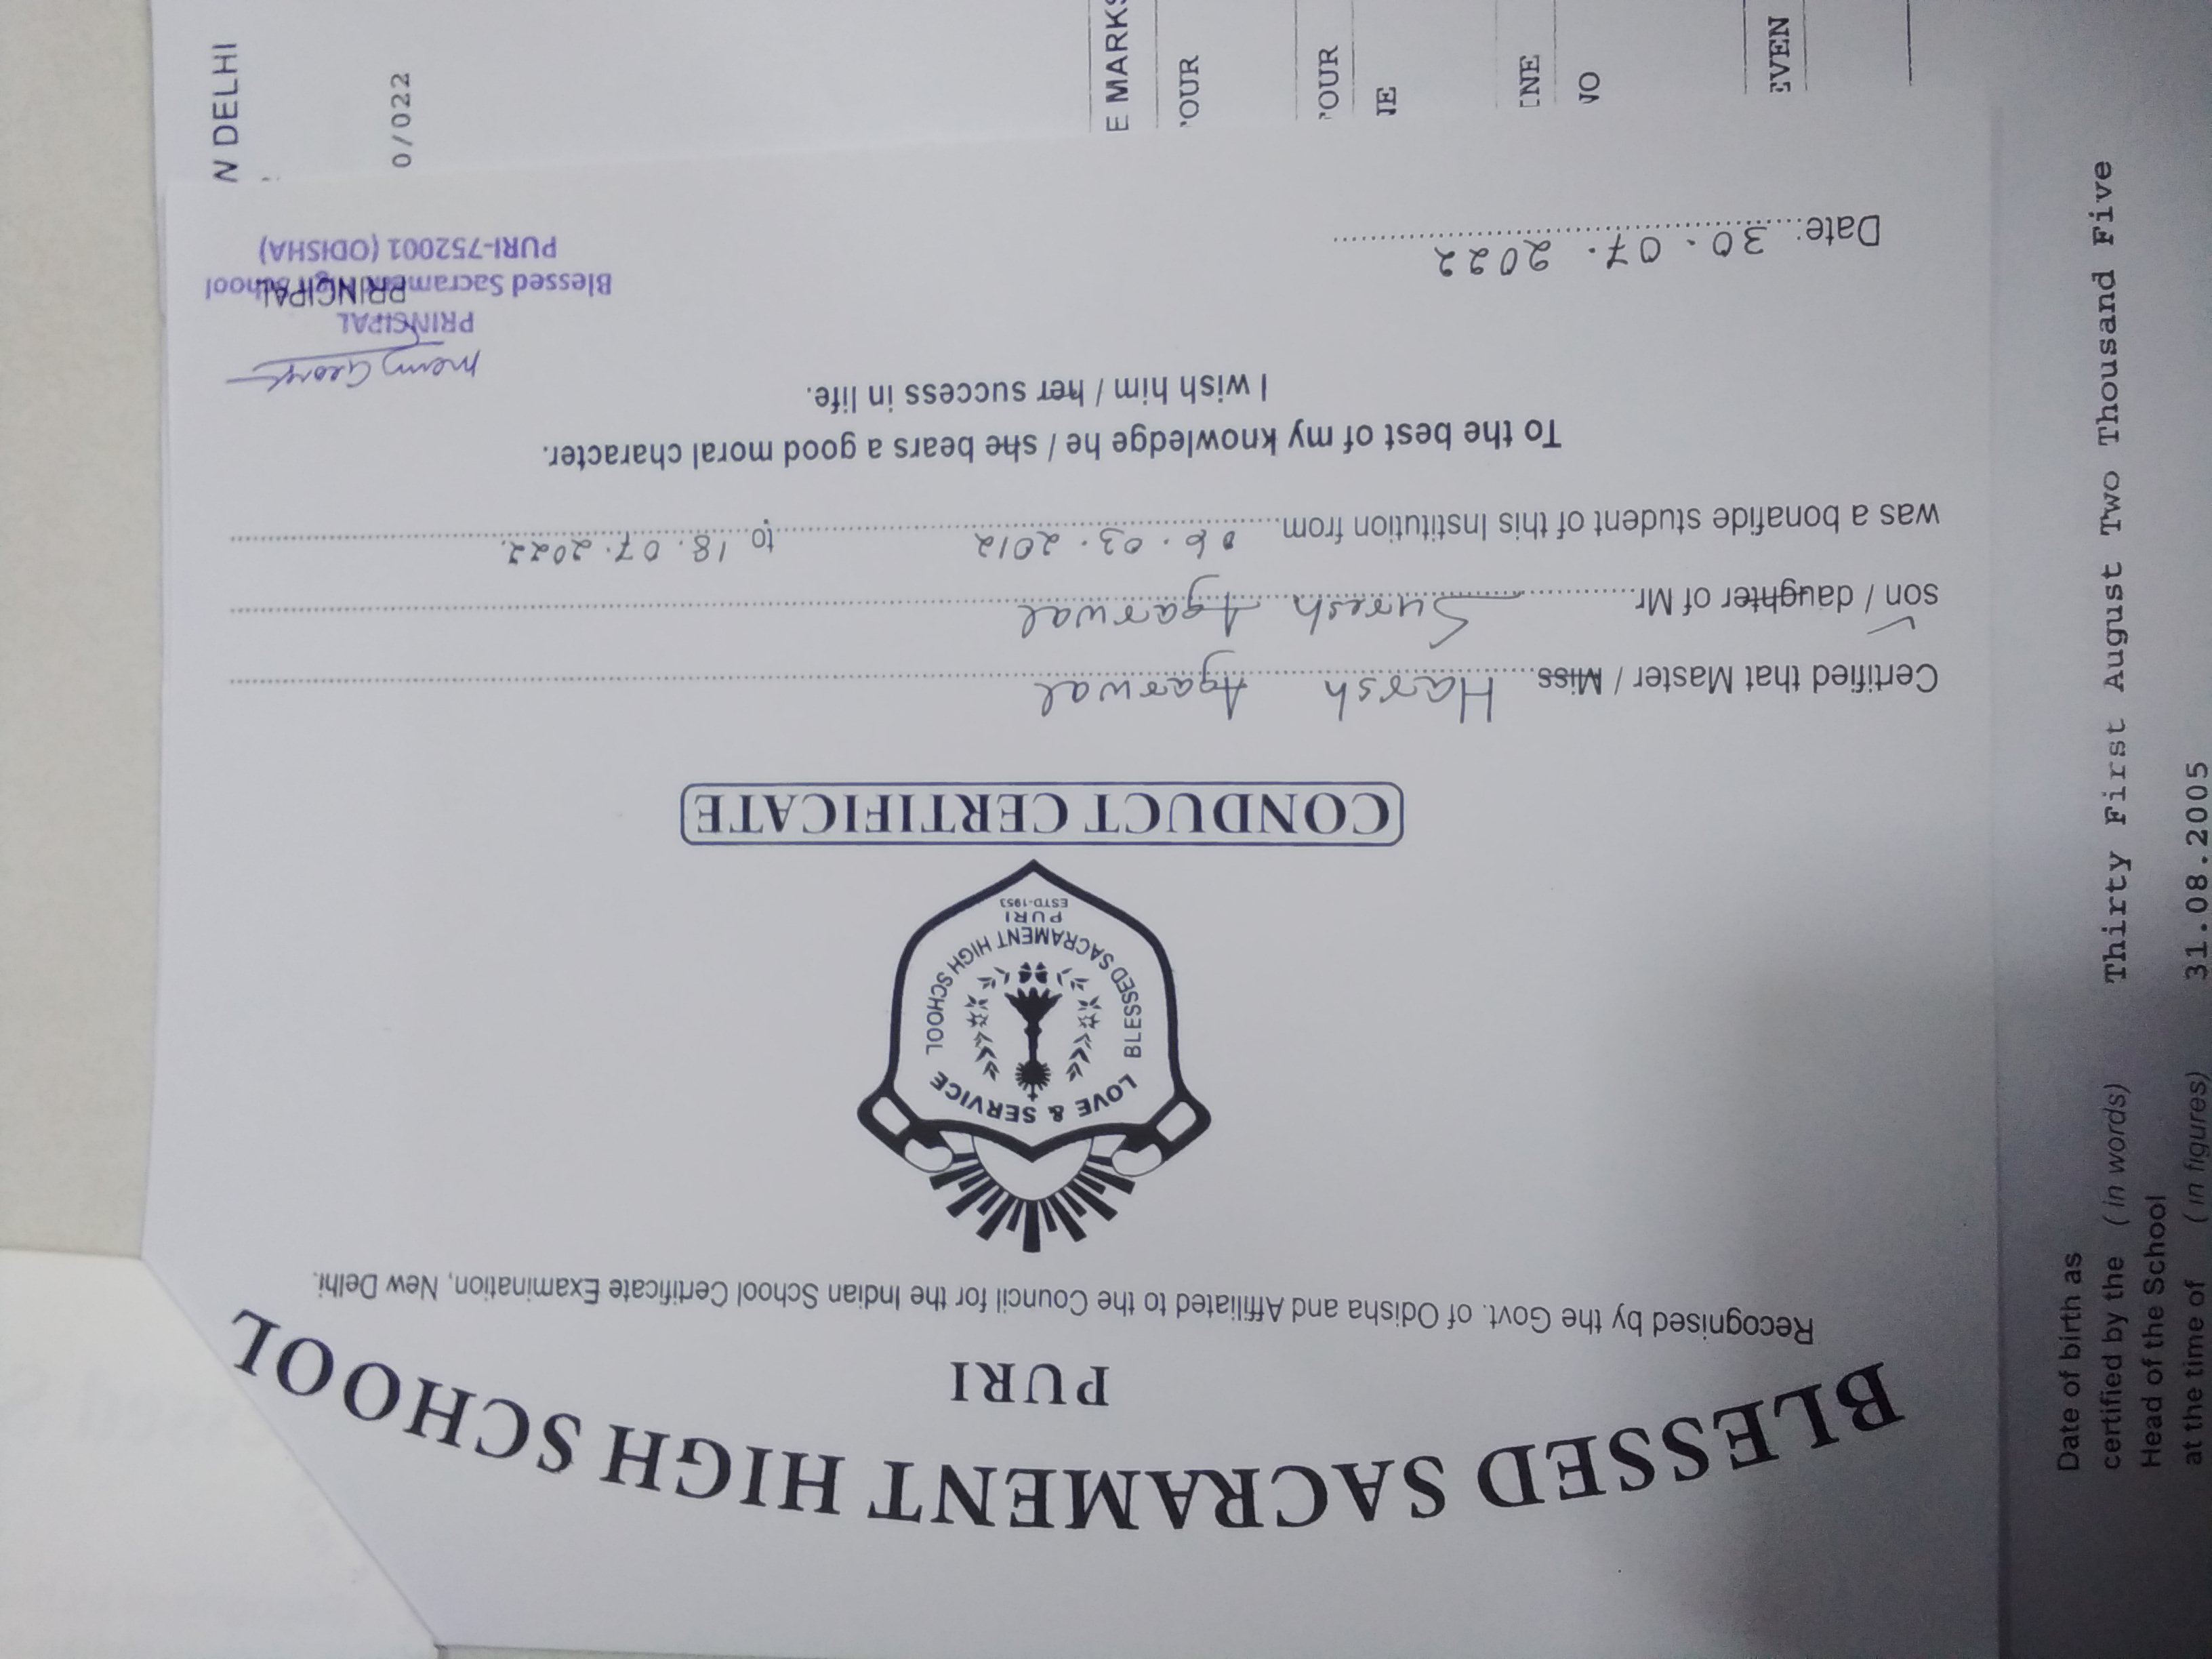 BLESSED SACRAMENT HIGH SCHOOL
PURI
Recognised by the Govt. of Odisha and Affiliated to the Council for the Indian School Certificate Examination, New Delhi.
LOVE & SERVICE
BLESSED SACRAMENT HIGH SCHOOL
PURI
ESTD-1953
CONDUCT CERTIFICATE
Certified that Master / Miss Harsh Agarwal
son / daughter of Mr. Suresh Agarwal
was a bonafide student of this Institution from 06.03.2012 to 18.07.2022.
To the best of my knowledge he / she bears a good moral character.
I wish him / her success in life.
Date: 30.07.2022
PRINCIPAL
PRINCIPAL
Blessed Sacrament High School
PURI-752001 (ODISHA)
DELHI
0/022
E MARKS
OUR
OUR
NE
NO
EVEN
Date of birth as
certified by the (in words) Thirty First August Two Thousand Five
Head of the School
at the time of (in figures) 31.08.2005